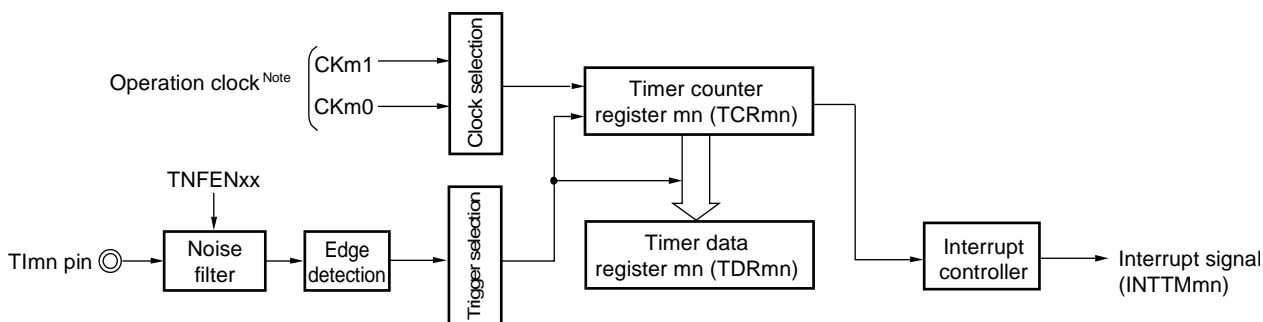 Operation clock Note
CKm1
CKm0
Clock selection
Timer counter
register mn (TCRmn)
TNFENxx
TImn pin
Noise
filter
Edge
detection
Trigger selection
Timer data
register mn (TDRmn)
Interrupt
controller
Interrupt signal
(INTTMmn)